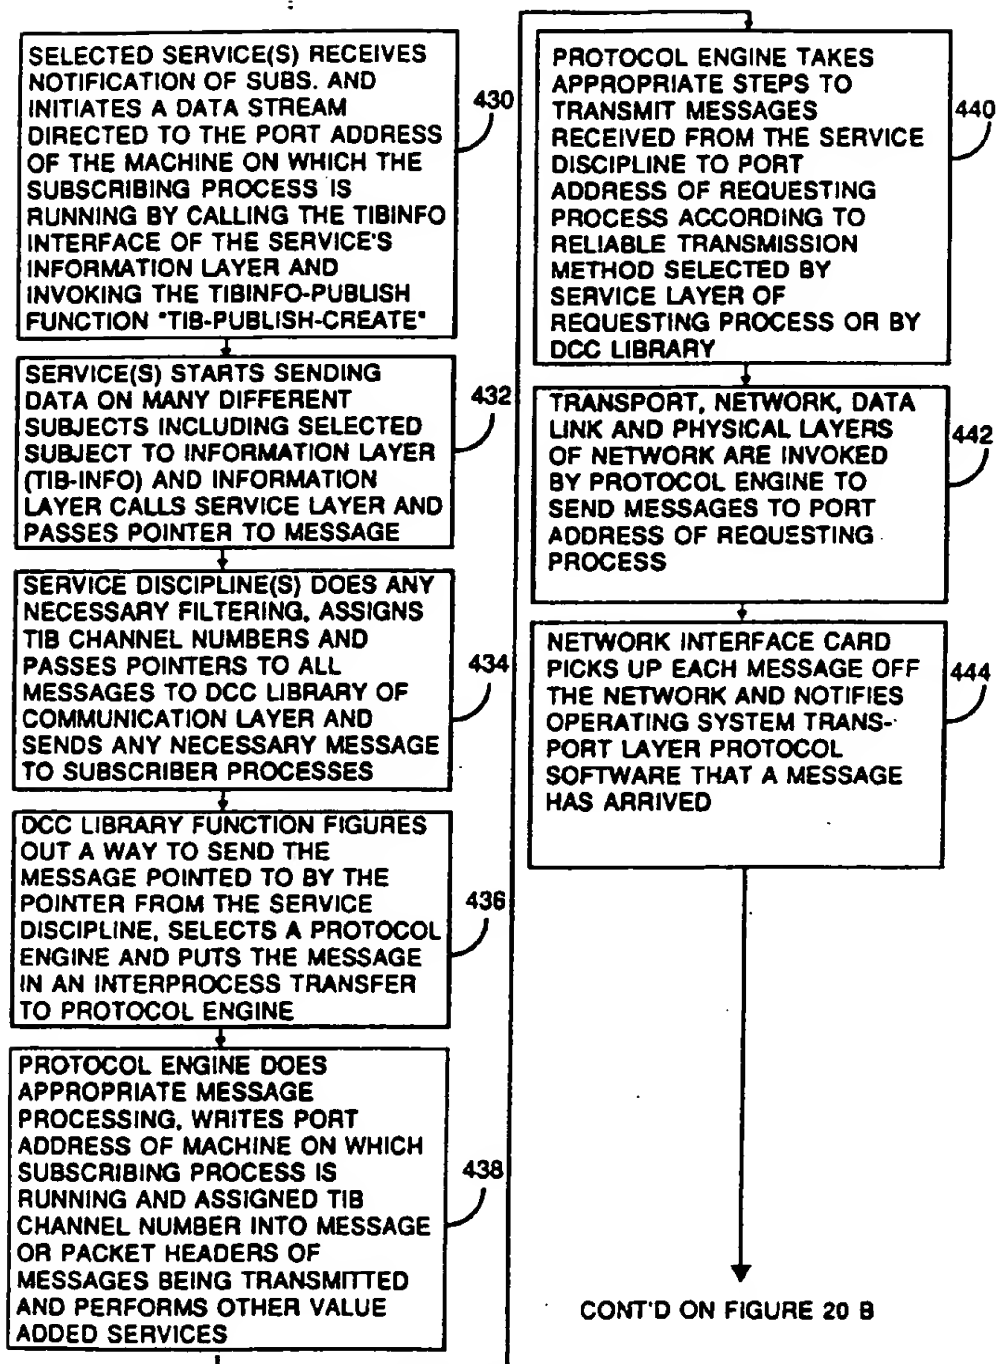 SELECTED SERVICE(S) RECEIVES
NOTIFICATION OF SUBS. AND
INITIATES A DATA STREAM
DIRECTED TO THE PORT ADDRESS
OF THE MACHINE ON WHICH THE
SUBSCRIBING PROCESS IS
RUNNING BY CALLING THE TIBINFO
INTERFACE OF THE SERVICE'S
INFORMATION LAYER AND
INVOKING THE TIBINFO-PUBLISH
FUNCTION "TIB-PUBLISH-CREATE"
430
SERVICE(S) STARTS SENDING
DATA ON MANY DIFFERENT
SUBJECTS INCLUDING SELECTED
SUBJECT TO INFORMATION LAYER
(TIB-INFO) AND INFORMATION
LAYER CALLS SERVICE LAYER AND
PASSES POINTER TO MESSAGE
432
SERVICE DISCIPLINE(S) DOES ANY
NECESSARY FILTERING, ASSIGNS
TIB CHANNEL NUMBERS AND
PASSES POINTERS TO ALL
MESSAGES TO DCC LIBRARY OF
COMMUNICATION LAYER AND
SENDS ANY NECESSARY MESSAGE
TO SUBSCRIBER PROCESSES
434
DCC LIBRARY FUNCTION FIGURES
OUT A WAY TO SEND THE
MESSAGE POINTED TO BY THE
POINTER FROM THE SERVICE
DISCIPLINE, SELECTS A PROTOCOL
ENGINE AND PUTS THE MESSAGE
IN AN INTERPROCESS TRANSFER
TO PROTOCOL ENGINE
436
PROTOCOL ENGINE DOES
APPROPRIATE MESSAGE
PROCESSING, WRITES PORT
ADDRESS OF MACHINE ON WHICH
SUBSCRIBING PROCESS IS
RUNNING AND ASSIGNED TIB
CHANNEL NUMBER INTO MESSAGE
OR PACKET HEADERS OF
MESSAGES BEING TRANSMITTED
AND PERFORMS OTHER VALUE
ADDED SERVICES
438
PROTOCOL ENGINE TAKES
APPROPRIATE STEPS TO
TRANSMIT MESSAGES
RECEIVED FROM THE SERVICE
DISCIPLINE TO PORT
ADDRESS OF REQUESTING
PROCESS ACCORDING TO
RELIABLE TRANSMISSION
METHOD SELECTED BY
SERVICE LAYER OF
REQUESTING PROCESS OR BY
DCC LIBRARY
440
TRANSPORT, NETWORK, DATA
LINK AND PHYSICAL LAYERS
OF NETWORK ARE INVOKED
BY PROTOCOL ENGINE TO
SEND MESSAGES TO PORT
ADDRESS OF REQUESTING
PROCESS
442
NETWORK INTERFACE CARD
PICKS UP EACH MESSAGE OFF
THE NETWORK AND NOTIFIES
OPERATING SYSTEM TRANS-
PORT LAYER PROTOCOL
SOFTWARE THAT A MESSAGE
HAS ARRIVED
444
CONT'D ON FIGURE 20 B